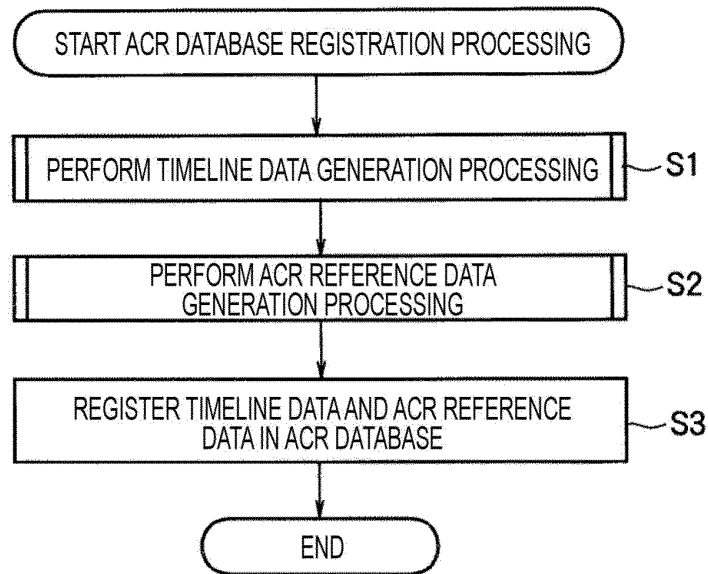 START ACR DATABASE REGISTRATION PROCESSING
PERFORM TIMELINE DATA GENERATION PROCESSING
S1
PERFORM ACR REFERENCE DATA
GENERATION PROCESSING
S2
REGISTER TIMELINE DATA AND ACR REFERENCE
DATA IN ACR DATABASE
S3
END